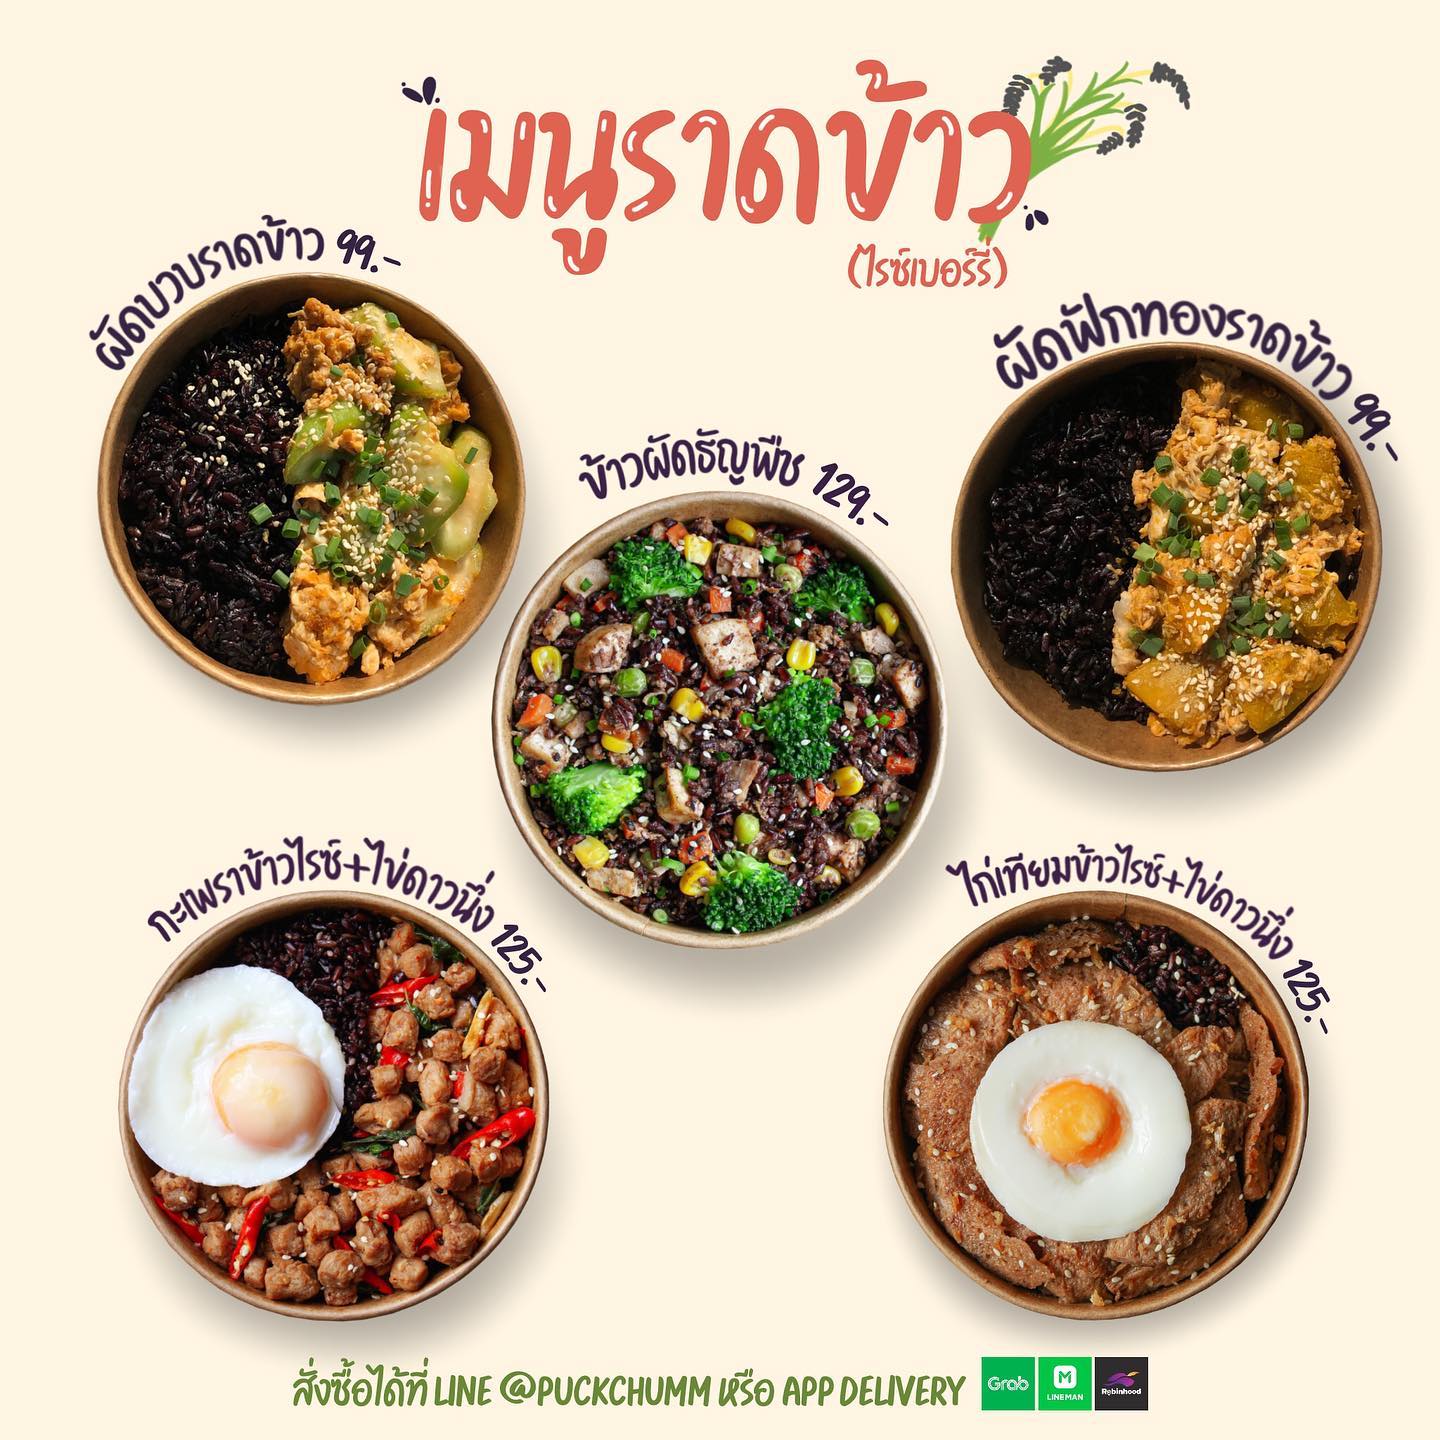 เมนูราดข้าว
(ไรซ์เบอร์รี่)
ผัดบวบราดข้าว 99.-
ผัดฟักทองราดข้าว 99.-
ข้าวผัดธัญพืช 129.-
กะเพราข้าวไรซ์+ไข่ดาวนึ่ง 125.-
ไก่เทียมข้าวไรซ์+ไข่ดาวนึ่ง 125.-
สั่งซื้อได้ที่ LINE @PUCKCHUMM หรือ APP DELIVERY
Grab
LINEMAN
Robinhood